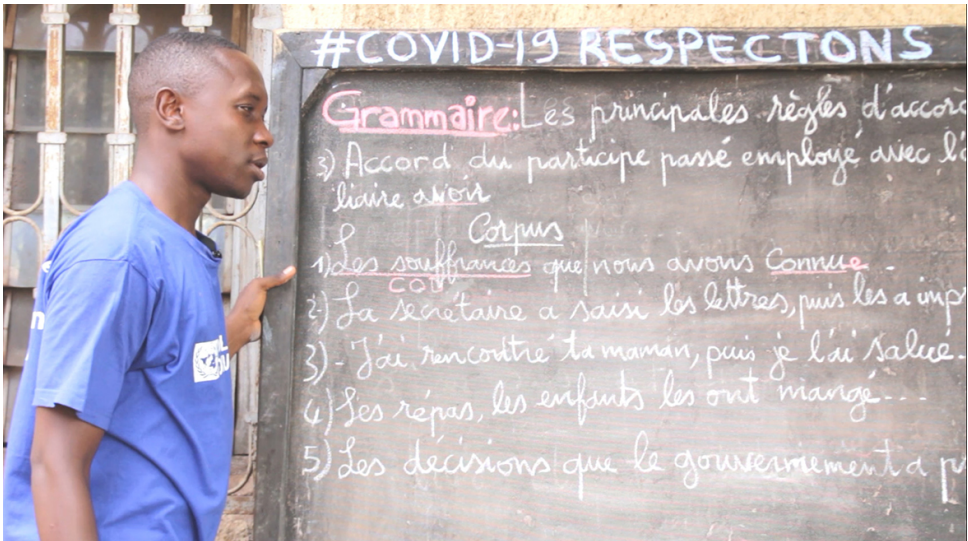 #COVID-19 RESPECTONS
Grammaire: Les principales règles d'accord
3) Accord du participe passé employé avec l'a
liaire avoir
Corpus
1) Les souffrances que nous avons Connue
COD
2) La secrétaire a saisi les lettres, puis les a imp
3) - J'ai rencontré ta maman, puis je l'ai salué.
4) Les répas, les enfants les ont mangé...
5) Les décisions que le gouvernement a p